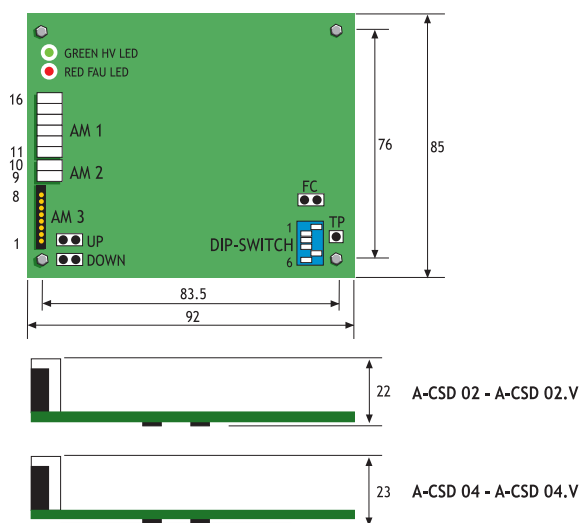 GREEN HV LED
RED FAU LED
16
AM 1
11
10
AM 2
9
8
AM 3
1
UP
DOWN
FC
1
TP
DIP-SWITCH
6
76
85
83.5
92
22
A-CSD 02 - A-CSD 02.V
23
A-CSD 04 - A-CSD 04.V